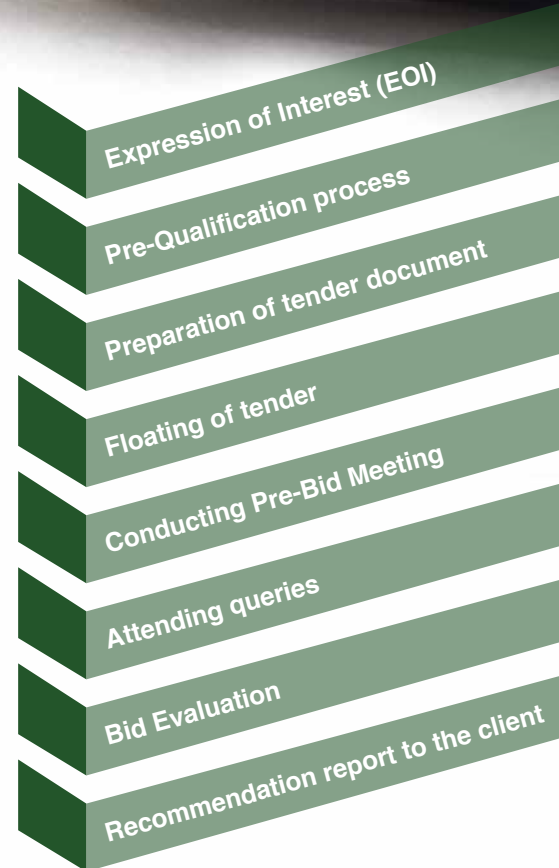 Expression of Interest (EOI)
Pre-Qualification process
Preparation of tender document
Floating of tender
Conducting Pre-Bid Meeting
Attending queries
Bid Evaluation
Recommendation report to the client